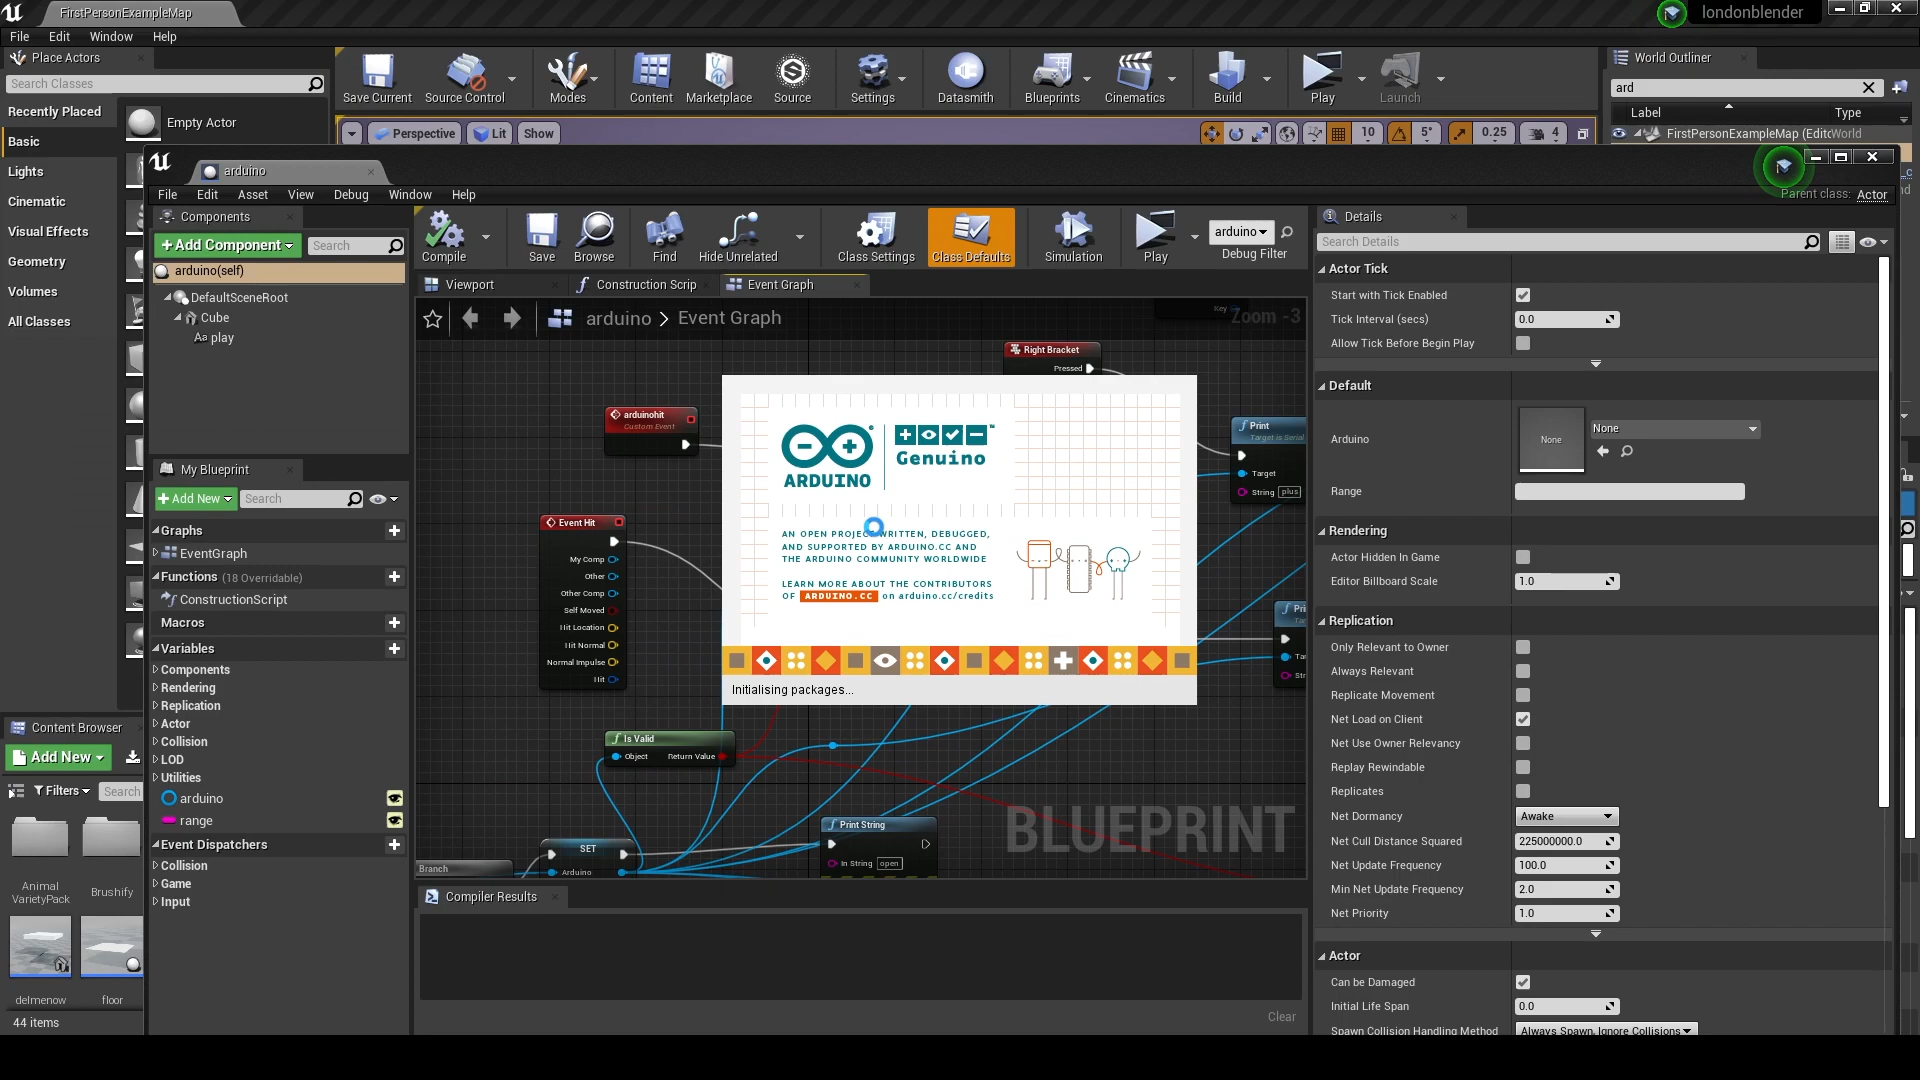 FirstPersonExampleMap
londonblender
File Edit Window Help
Place Actors
World Outliner
Search Classes
Save Current
Source Control
Modes
Content
Marketplace
Source
Settings
Datasmith
Blueprints
Cinematics
Build
Play
Launch
ard
Label
Type
Recently Placed
Basic
Lights
Cinematic
Visual Effects
Geometry
Volumes
All Classes
Empty Actor
Perspective
Lit
Show
10
5°
0.25
4
FirstPersonExampleMap (Edito
World
arduino
File Edit Asset View Debug Window Help
Parent class: Actor
Components
+Add Component
Search
arduino(self)
DefaultSceneRoot
Cube
Aa play
Compile
Save
Browse
Find
Hide Unrelated
Class Settings
Class Defaults
Simulation
Play
arduino
Debug Filter
Viewport
Construction Scrip
Event Graph
arduino > Event Graph
Key
Zoom -3
Right Bracket
Pressed
arduinohit
Custom Event
Event Hit
My Comp
Other
Other Comp
Self Moved
Hit Location
Hit Normal
Normal Impulse
Hit
Print
Target is Serial
Target
String plus
Is Valid
Object
Return Value
SET
Arduino
Branch
Print String
In String open
BLUEPRINT
ARDUINO
Genuino
AN OPEN PROJECT WRITTEN, DEBUGGED,
AND SUPPORTED BY ARDUINO.CC AND
THE ARDUINO COMMUNITY WORLDWIDE
LEARN MORE ABOUT THE CONTRIBUTORS
OF ARDUINO.CC on arduino.cc/credits
Initialising packages...
My Blueprint
+Add New
Search
Graphs
EventGraph
Functions (18 Overridable)
ConstructionScript
Macros
Variables
Components
Rendering
Replication
Actor
Collision
LOD
Utilities
arduino
range
Event Dispatchers
Collision
Game
Input
Content Browser
Add New
Filters
Search
Animal
VarietyPack
Brushify
delmenow
floor
44 items
Compiler Results
Clear
Details
Search Details
Actor Tick
Start with Tick Enabled
Tick Interval (secs) 0.0
Allow Tick Before Begin Play
Default
Arduino
None
None
Range
Rendering
Actor Hidden In Game
Editor Billboard Scale 1.0
Replication
Only Relevant to Owner
Always Relevant
Replicate Movement
Net Load on Client
Net Use Owner Relevancy
Replay Rewindable
Replicates
Net Dormancy Awake
Net Cull Distance Squared 225000000.0
Net Update Frequency 100.0
Min Net Update Frequency 2.0
Net Priority 1.0
Actor
Can be Damaged
Initial Life Span 0.0
Spawn Collision Handling Method Always Spawn, Ignore Collisions